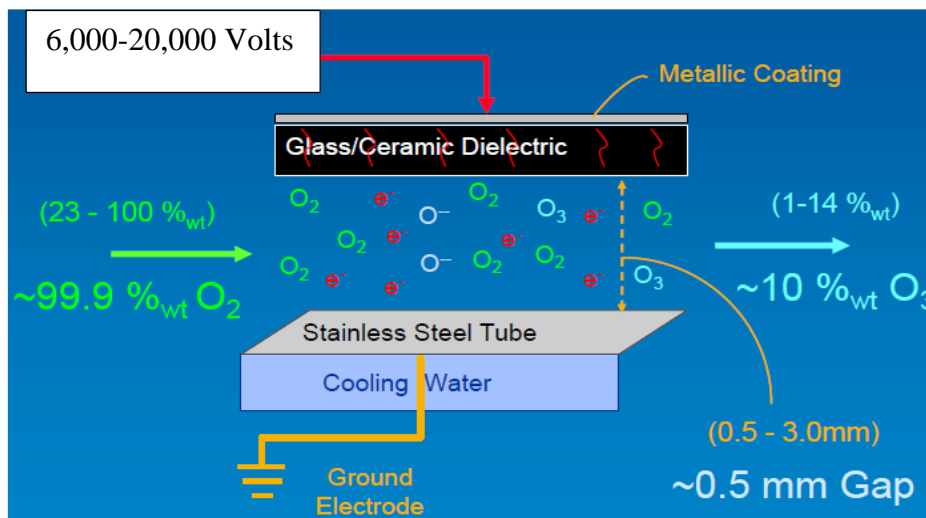 6,000-20,000 Volts
Metallic Coating
Glass/Ceramic Dielectric
O₂ e⁻ O⁻ O₂ O₃ e⁻ O₂
(23 - 100 %wt)
(1-14 %wt)
O₂ e⁻ O⁻ e⁻ O₂ O₂
O₂ e⁻ e⁻ e⁻ O₃
~99.9 %wt O₂
~10 %wt O₃
Stainless Steel Tube
Cooling Water
(0.5 - 3.0mm)
~0.5 mm Gap
Ground
Electrode